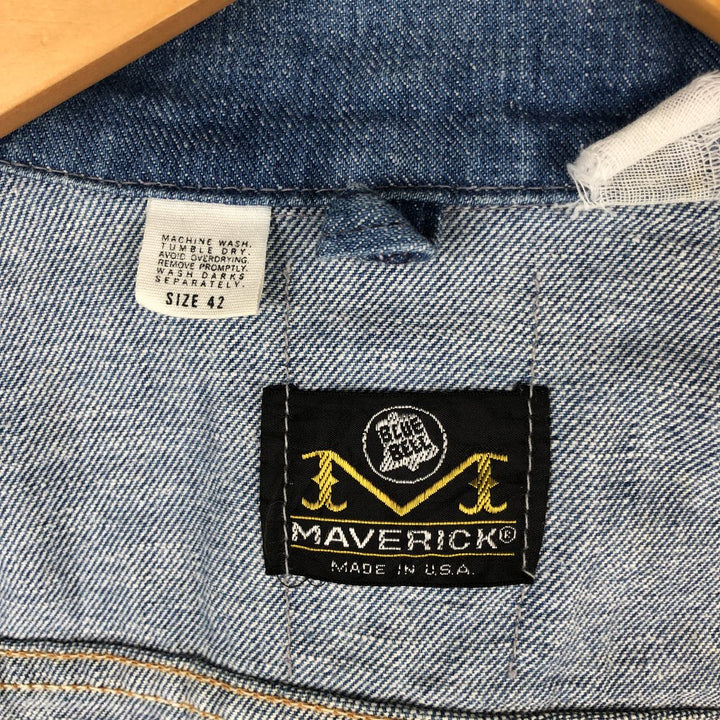 MACHINE WASH.
TUMBLE DRY.
AVOID OVERDRYING.
REMOVE PROMPTLY.
WASH DARKS
SEPARATELY.
SIZE 42
BLUE
BELL
M
MAVERICK®
MADE IN U.S.A.